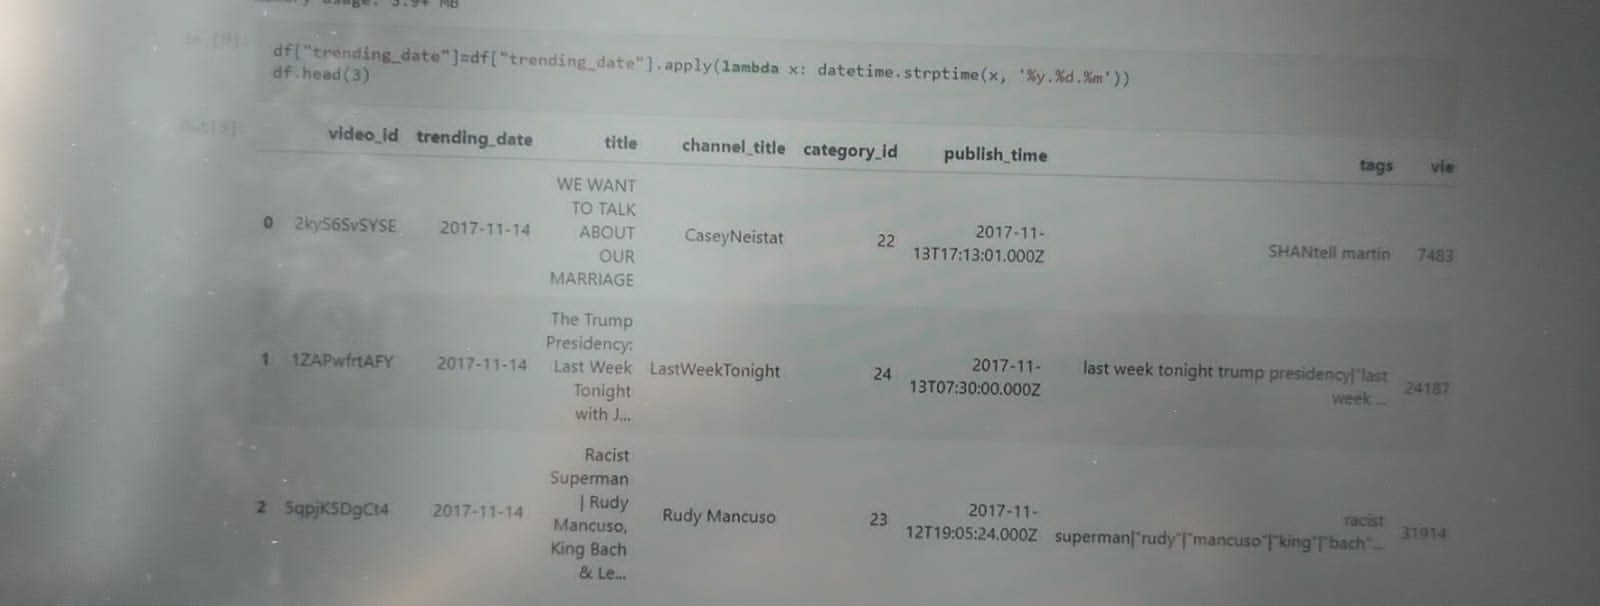 usage: 3.9+ MB
In [9]:
df["trending_date"]=df["trending_date"].apply(lambda x: datetime.strptime(x, '%y.%d.%m'))
df.head(3)
Out[9]:
video_id trending_date title channel_title category_id publish_time tags vie
0 2kyS6SvSYSE 2017-11-14 WE WANT
TO TALK
ABOUT
OUR
MARRIAGE
CaseyNeistat 22 2017-11-
13T17:13:01.000Z
SHANtell martin 7483
1 1ZAPwfrtAFY 2017-11-14 The Trump
Presidency:
Last Week
Tonight
with J...
LastWeekTonight 24 2017-11-
13T07:30:00.000Z
last week tonight trump presidency|"last
week ...
24187
2 5qpjK5DgCt4 2017-11-14 Racist
Superman
| Rudy
Mancuso,
King Bach
& Le...
Rudy Mancuso 23 2017-11-
12T19:05:24.000Z
racist
superman|"rudy"|"mancuso"|"king"|"bach"...
31914